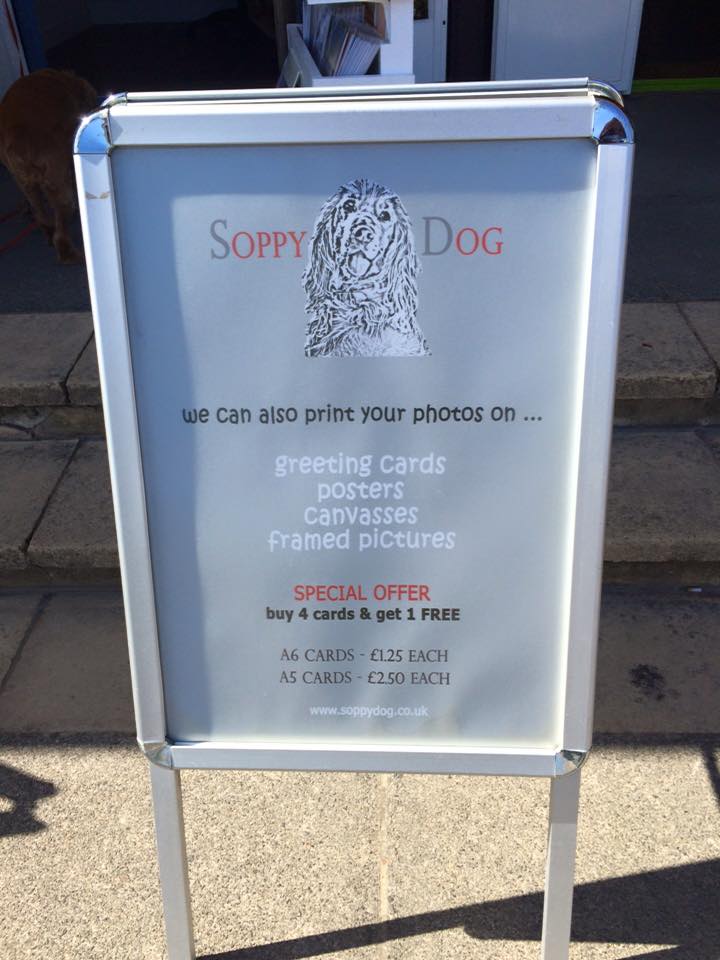 SOPPY DOG
we can also print your photos on ...
greeting cards
posters
canvasses
framed pictures
SPECIAL OFFER
buy 4 cards & get 1 FREE
A6 CARDS - £1.25 EACH
A5 CARDS - £2.50 EACH
www.soppydog.co.uk